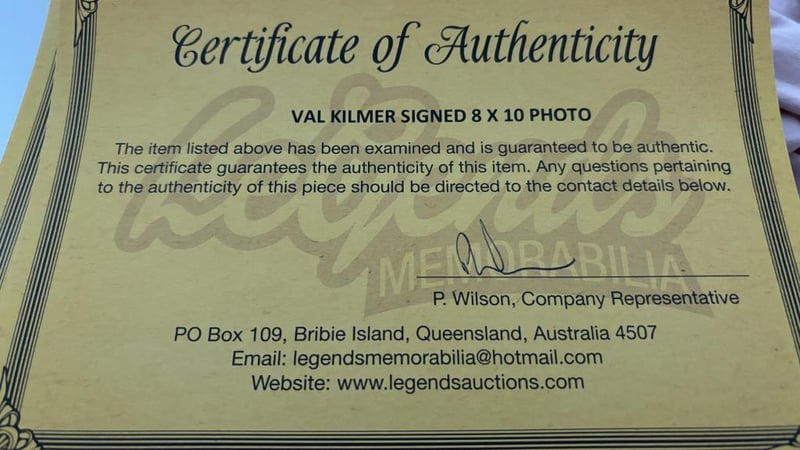 Certificate of Authenticity
VAL KILMER SIGNED 8 X 10 PHOTO
The item listed above has been examined and is guaranteed to be authentic.
This certificate guarantees the authenticity of this item. Any questions pertaining
to the authenticity of this piece should be directed to the contact details below.
Legends
MEMORABILIA
P. Wilson, Company Representative
PO Box 109, Bribie Island, Queensland, Australia 4507
Email: legendsmemorabilia@hotmail.com
Website: www.legendsauctions.com